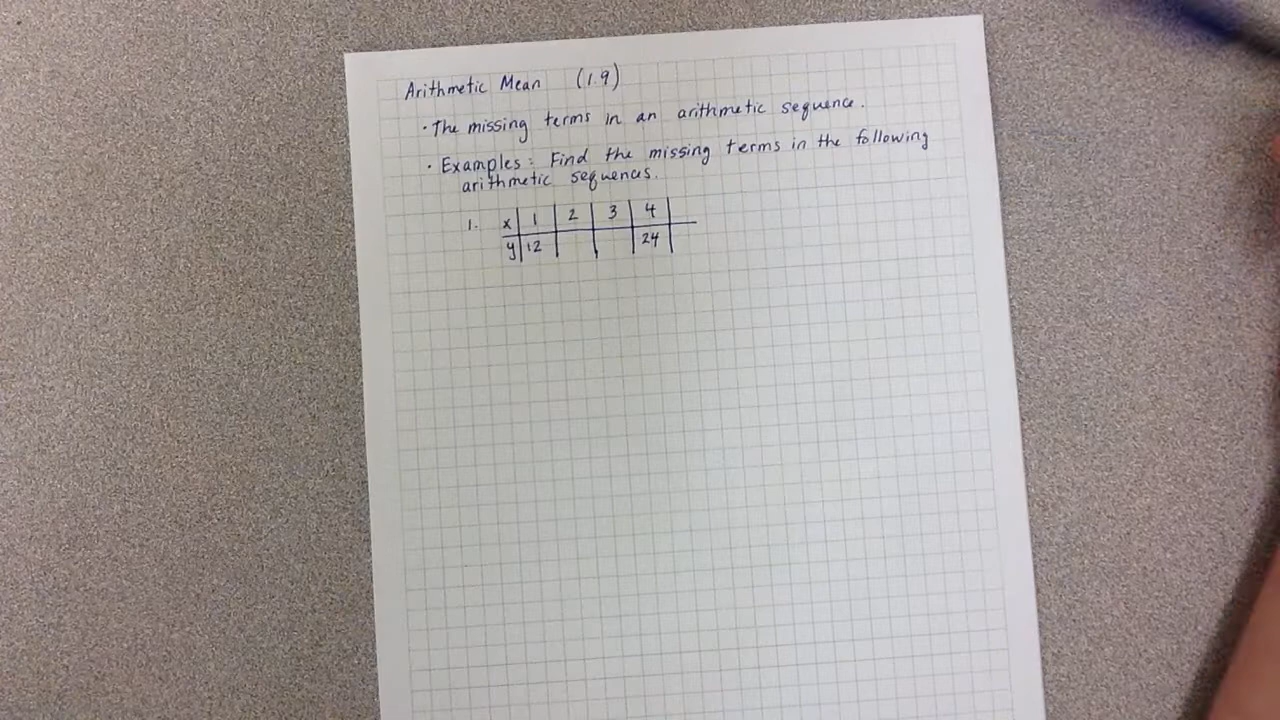 Arithmetic Mean (1.9)
• The missing terms in an arithmetic sequence.
• Examples: Find the missing terms in the following
arithmetic sequences.
1. x 1 2 3 4
y 12 24